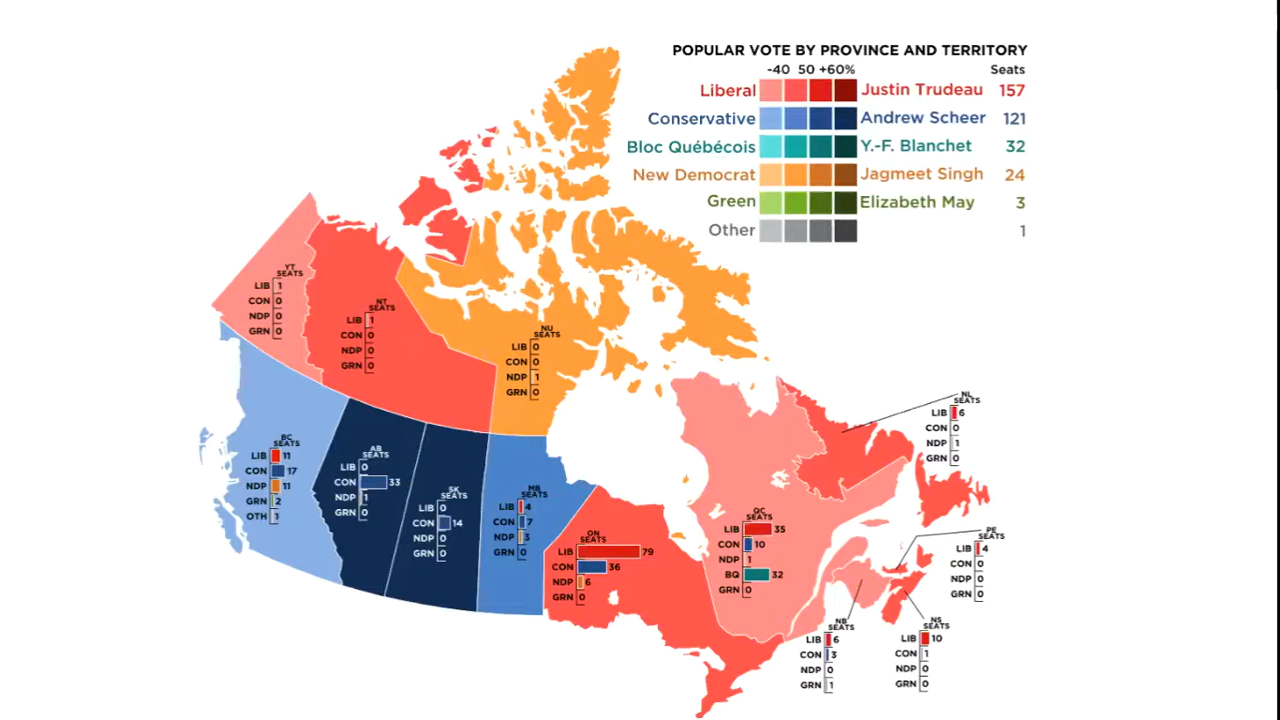 POPULAR VOTE BY PROVINCE AND TERRITORY
-40 50 +60% Seats
Liberal Justin Trudeau 157
Conservative Andrew Scheer 121
Bloc Québécois Y.-F. Blanchet 32
New Democrat Jagmeet Singh 24
Green Elizabeth May 3
Other 1
YT
SEATS
LIB 1
CON 0
NDP 0
GRN 0
NT
SEATS
LIB 1
CON 0
NDP 0
GRN 0
NU
SEATS
LIB 0
CON 0
NDP 1
GRN 0
BC
SEATS
LIB 11
CON 17
NDP 11
GRN 2
OTH 1
AB
SEATS
LIB 0
CON 33
NDP 1
GRN 0
SK
SEATS
LIB 0
CON 14
NDP 0
GRN 0
MB
SEATS
LIB 4
CON 7
NDP 3
GRN 0
ON
SEATS
LIB 79
CON 36
NDP 6
GRN 0
QC
SEATS
LIB 35
CON 10
NDP 1
BQ 32
GRN 0
NL
SEATS
LIB 6
CON 0
NDP 1
GRN 0
PE
SEATS
LIB 4
CON 0
NDP 0
GRN 0
NB
SEATS
LIB 6
CON 3
NDP 0
GRN 1
NS
SEATS
LIB 10
CON 1
NDP 0
GRN 0